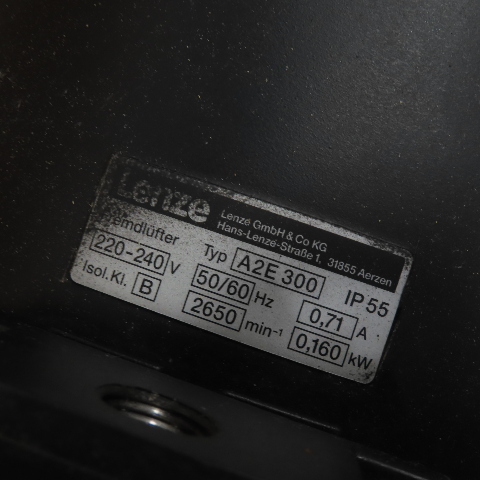 Lenze
Lenze GmbH & Co KG
Hans-Lenze-Straße 1, 31855 Aerzen
Fremdlüfter Typ A2E 300 IP 55
220-240 V 50/60 Hz 0,71 A
Isol.Kl. B 2650 min-1 0,160 kW